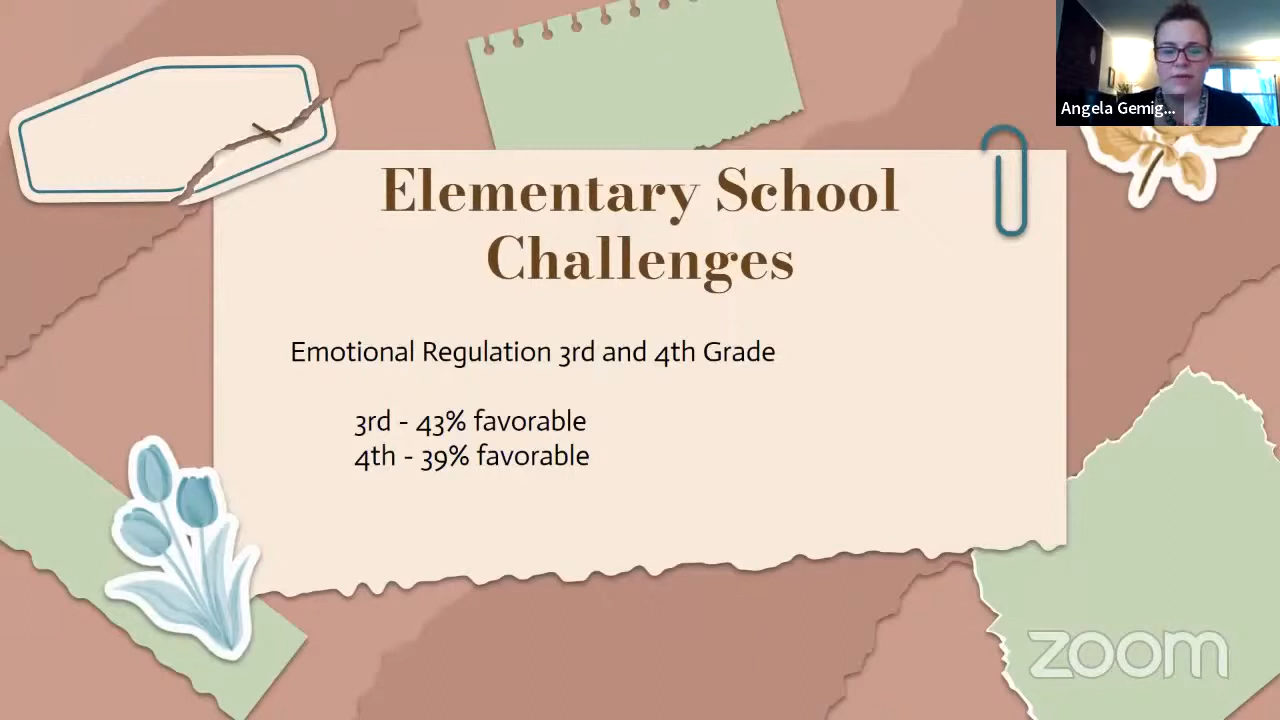 Angela Gemig...
Elementary School
Challenges
Emotional Regulation 3rd and 4th Grade
3rd - 43% favorable
4th - 39% favorable
zoom